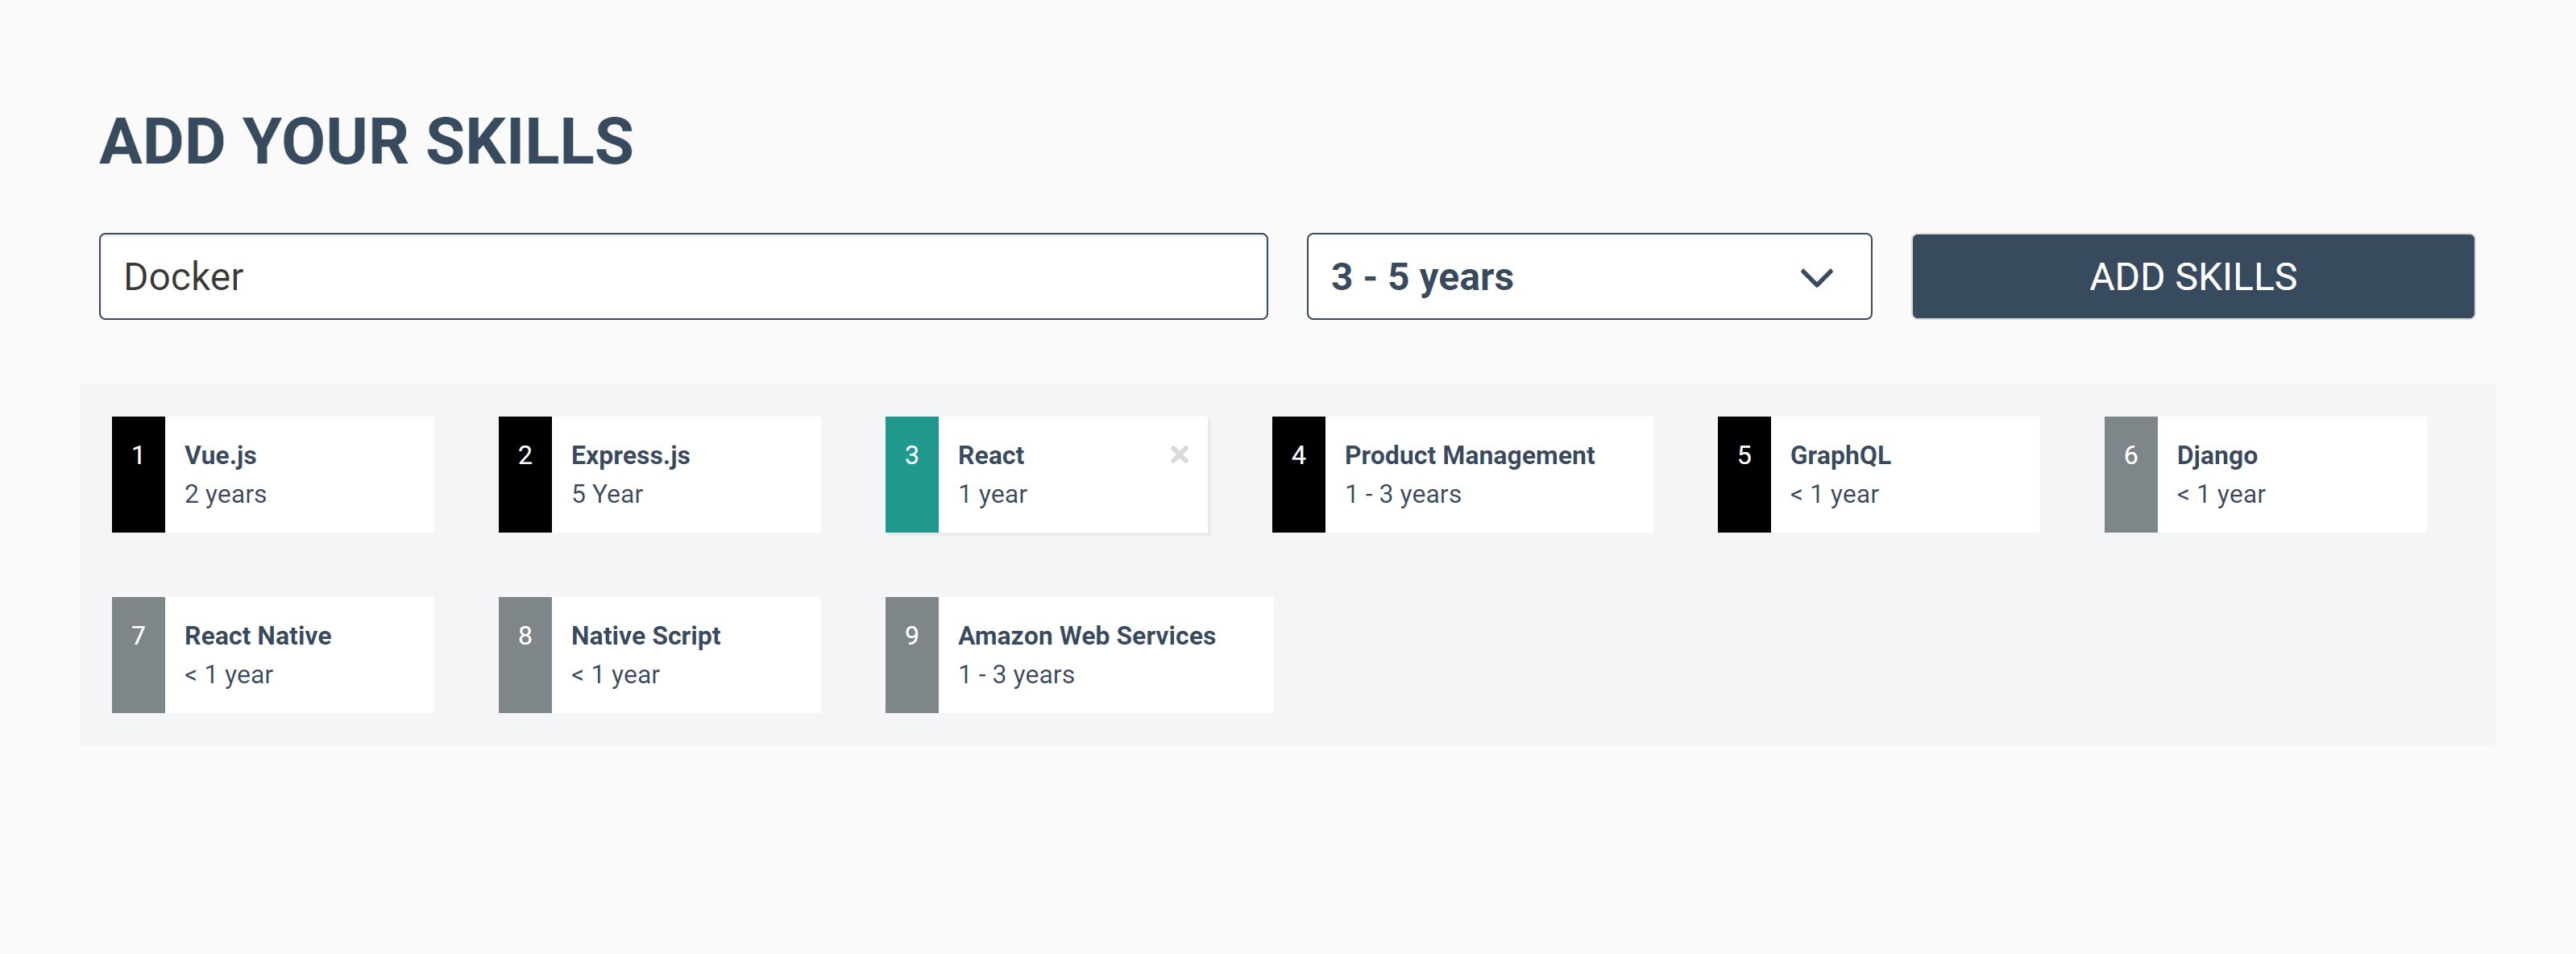 ADD YOUR SKILLS
Docker
3 - 5 years
ADD SKILLS
1
Vue.js
2 years
2
Express.js
5 Year
3
React
1 year
4
Product Management
1 - 3 years
5
GraphQL
< 1 year
6
Django
< 1 year
7
React Native
< 1 year
8
Native Script
< 1 year
9
Amazon Web Services
1 - 3 years